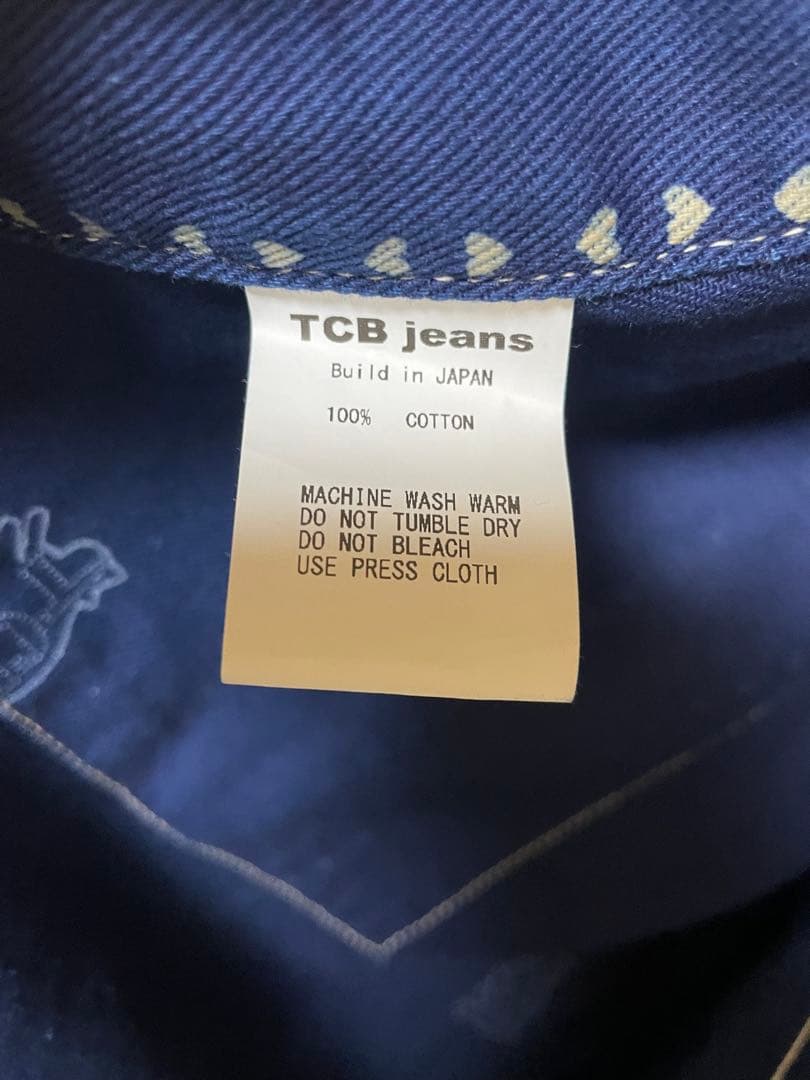 TCB jeans
Build in JAPAN
100% COTTON
MACHINE WASH WARM
DO NOT TUMBLE DRY
DO NOT BLEACH
USE PRESS CLOTH